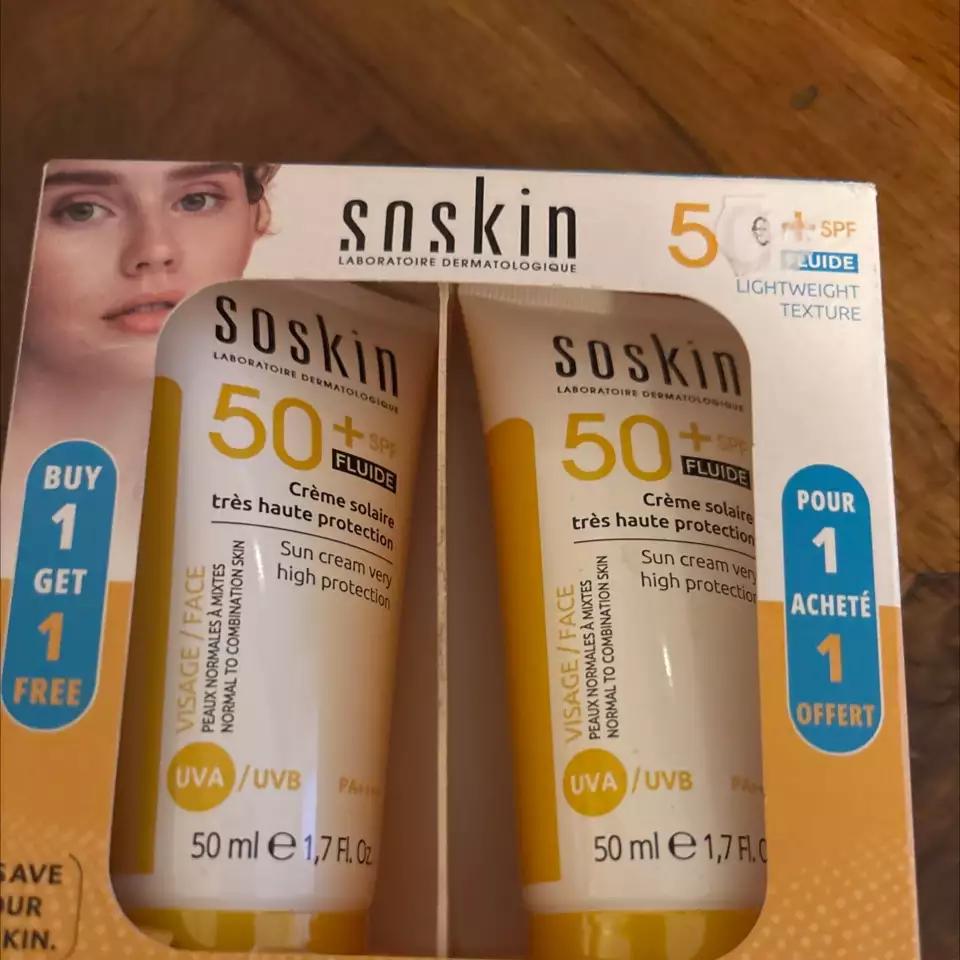 soskin
LABORATOIRE DERMATOLOGIQUE
€ + SPF
FLUIDE
LIGHTWEIGHT
TEXTURE
BUY
1
GET
1
FREE
soskin
LABORATOIRE DERMATOLOGIQUE
50+ SPF
FLUIDE
Crème solaire
très haute protection
Sun cream very
high protection
VISAGE / FACE
PEAUX NORMALES À MIXTES
NORMAL TO COMBINATION SKIN
UVA / UVB
50 ml e 1,7 Fl. Oz
soskin
LABORATOIRE DERMATOLOGIQUE
50+ SPF
FLUIDE
Crème solaire
très haute protection
Sun cream very
high protection
VISAGE / FACE
PEAUX NORMALES À MIXTES
NORMAL TO COMBINATION SKIN
UVA / UVB
50 ml e 1,7 Fl.
POUR
1
ACHETÉ
1
OFFERT
SAVE
OUR
SKIN.